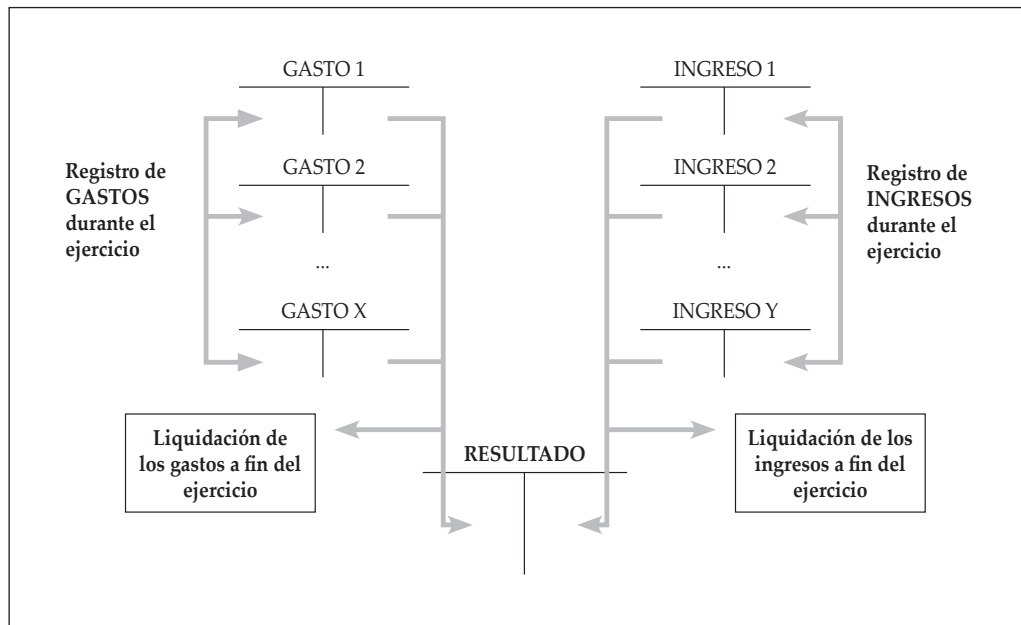 GASTO 1
INGRESO 1
Registro de
GASTOS
durante el
ejercicio
GASTO 2
INGRESO 2
Registro de
INGRESOS
durante el
ejercicio
...
...
GASTO X
INGRESO Y
Liquidación de
los gastos a fin del
ejercicio
RESULTADO
Liquidación de los
ingresos a fin del
ejercicio